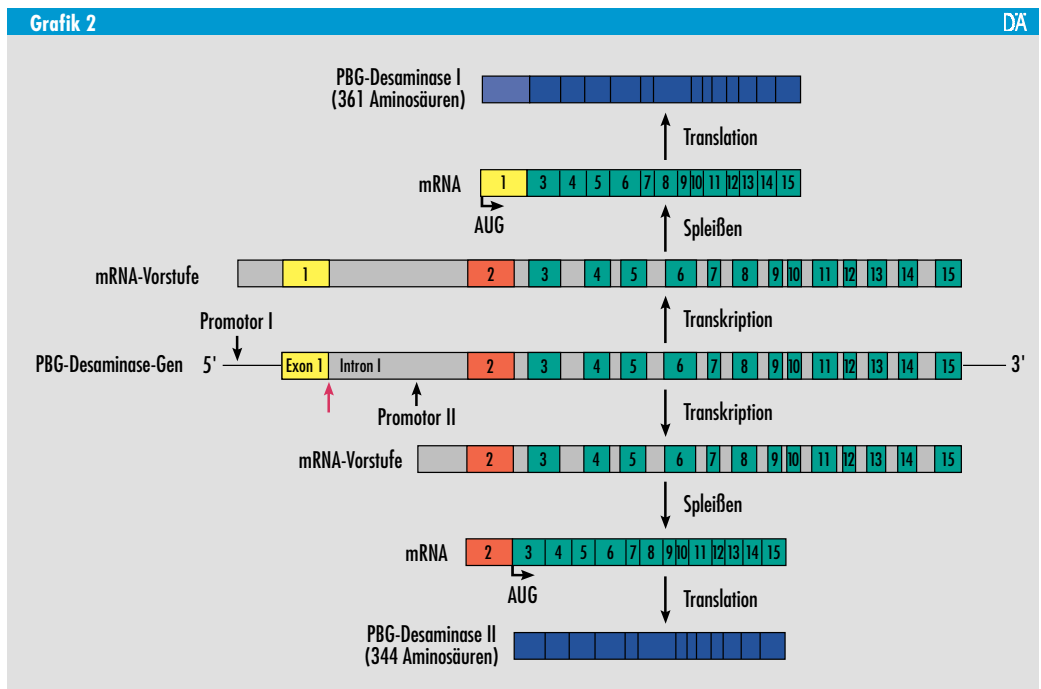 Grafik 2 DÄ
PBG-Desaminase I
(361 Aminosäuren)
Translation
mRNA 1 3 4 5 6 7 8 9 10 11 12 13 14 15
AUG
Spleißen
mRNA-Vorstufe 1 2 3 4 5 6 7 8 9 10 11 12 13 14 15
Transkription
Promotor I
PBG-Desaminase-Gen 5' Exon 1 Intron I 2 3 4 5 6 7 8 9 10 11 12 13 14 15 3'
Promotor II
Transkription
mRNA-Vorstufe 2 3 4 5 6 7 8 9 10 11 12 13 14 15
Spleißen
mRNA 2 3 4 5 6 7 8 9 10 11 12 13 14 15
AUG
Translation
PBG-Desaminase II
(344 Aminosäuren)